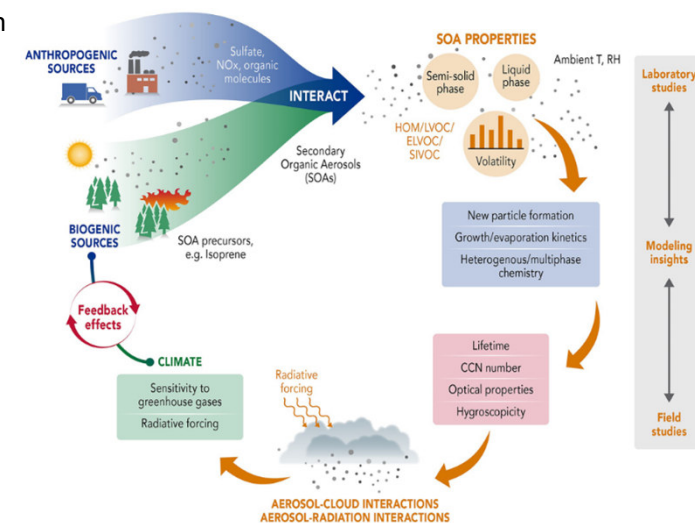 n
ANTHROPOGENIC
SOURCES
Sulfate,
NOx, organic
molecules
INTERACT
Secondary
Organic Aerosols
(SOAs)
SOA precursors,
e.g. Isoprene
BIOGENIC
SOURCES
SOA PROPERTIES
Semi-solid
phase
Liquid
phase
Ambient T, RH
HOM/LVOC/
ELVOC/
SIVOC
Volatility
New particle formation
Growth/evaporation kinetics
Heterogenous/multiphase
chemistry
Lifetime
CCN number
Optical properties
Hygroscopicity
Radiative
forcing
AEROSOL-CLOUD INTERACTIONS
AEROSOL-RADIATION INTERACTIONS
Feedback
effects
CLIMATE
Sensitivity to
greenhouse gases
Radiative forcing
Laboratory
studies
Modeling
insights
Field
studies